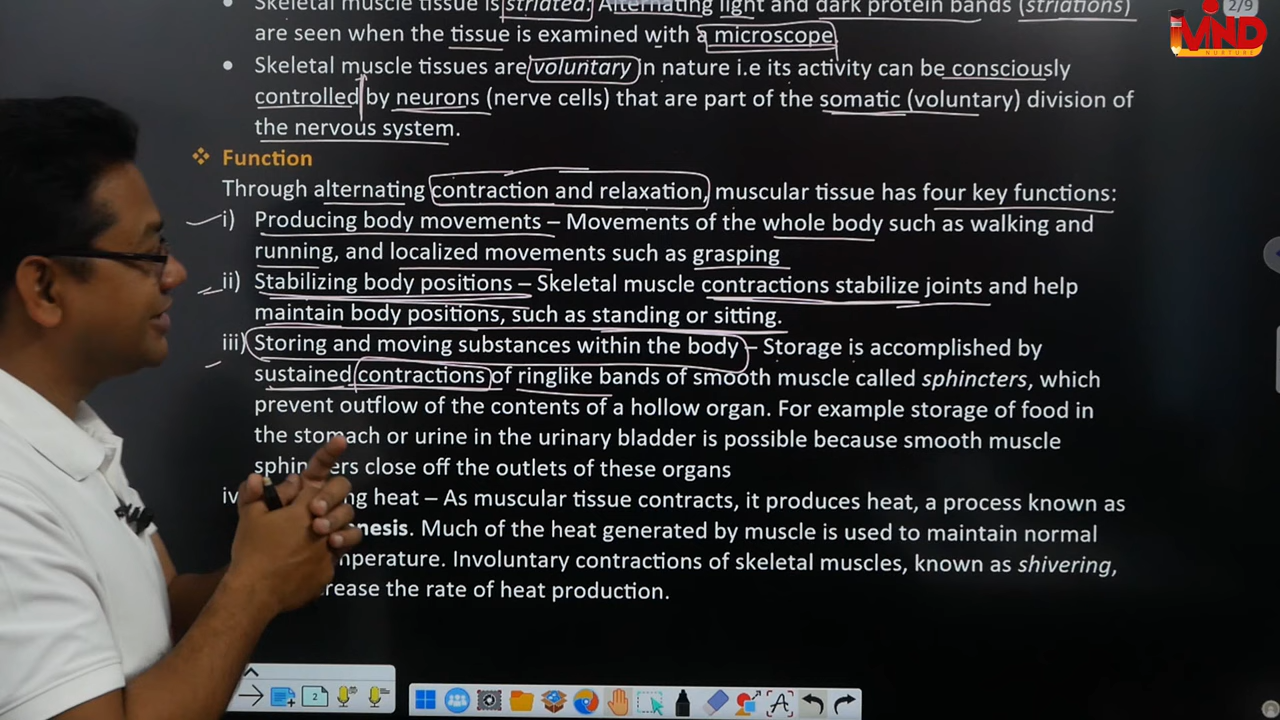 Skeletal muscle tissue is striated. Alternating light and dark protein bands (striations)
are seen when the tissue is examined with a microscope.
Skeletal muscle tissues are voluntary in nature i.e its activity can be consciously
controlled by neurons (nerve cells) that are part of the somatic (voluntary) division of
the nervous system.
Function
Through alternating contraction and relaxation, muscular tissue has four key functions:
i) Producing body movements – Movements of the whole body such as walking and
running, and localized movements such as grasping
ii) Stabilizing body positions – Skeletal muscle contractions stabilize joints and help
maintain body positions, such as standing or sitting.
iii) Storing and moving substances within the body – Storage is accomplished by
sustained contractions of ringlike bands of smooth muscle called sphincters, which
prevent outflow of the contents of a hollow organ. For example storage of food in
the stomach or urine in the urinary bladder is possible because smooth muscle
sphincters close off the outlets of these organs
heat – As muscular tissue contracts, it produces heat, a process known as
Much of the heat generated by muscle is used to maintain normal
Involuntary contractions of skeletal muscles, known as shivering,
the rate of heat production.
2/9
MIND
NURTURE
2
A